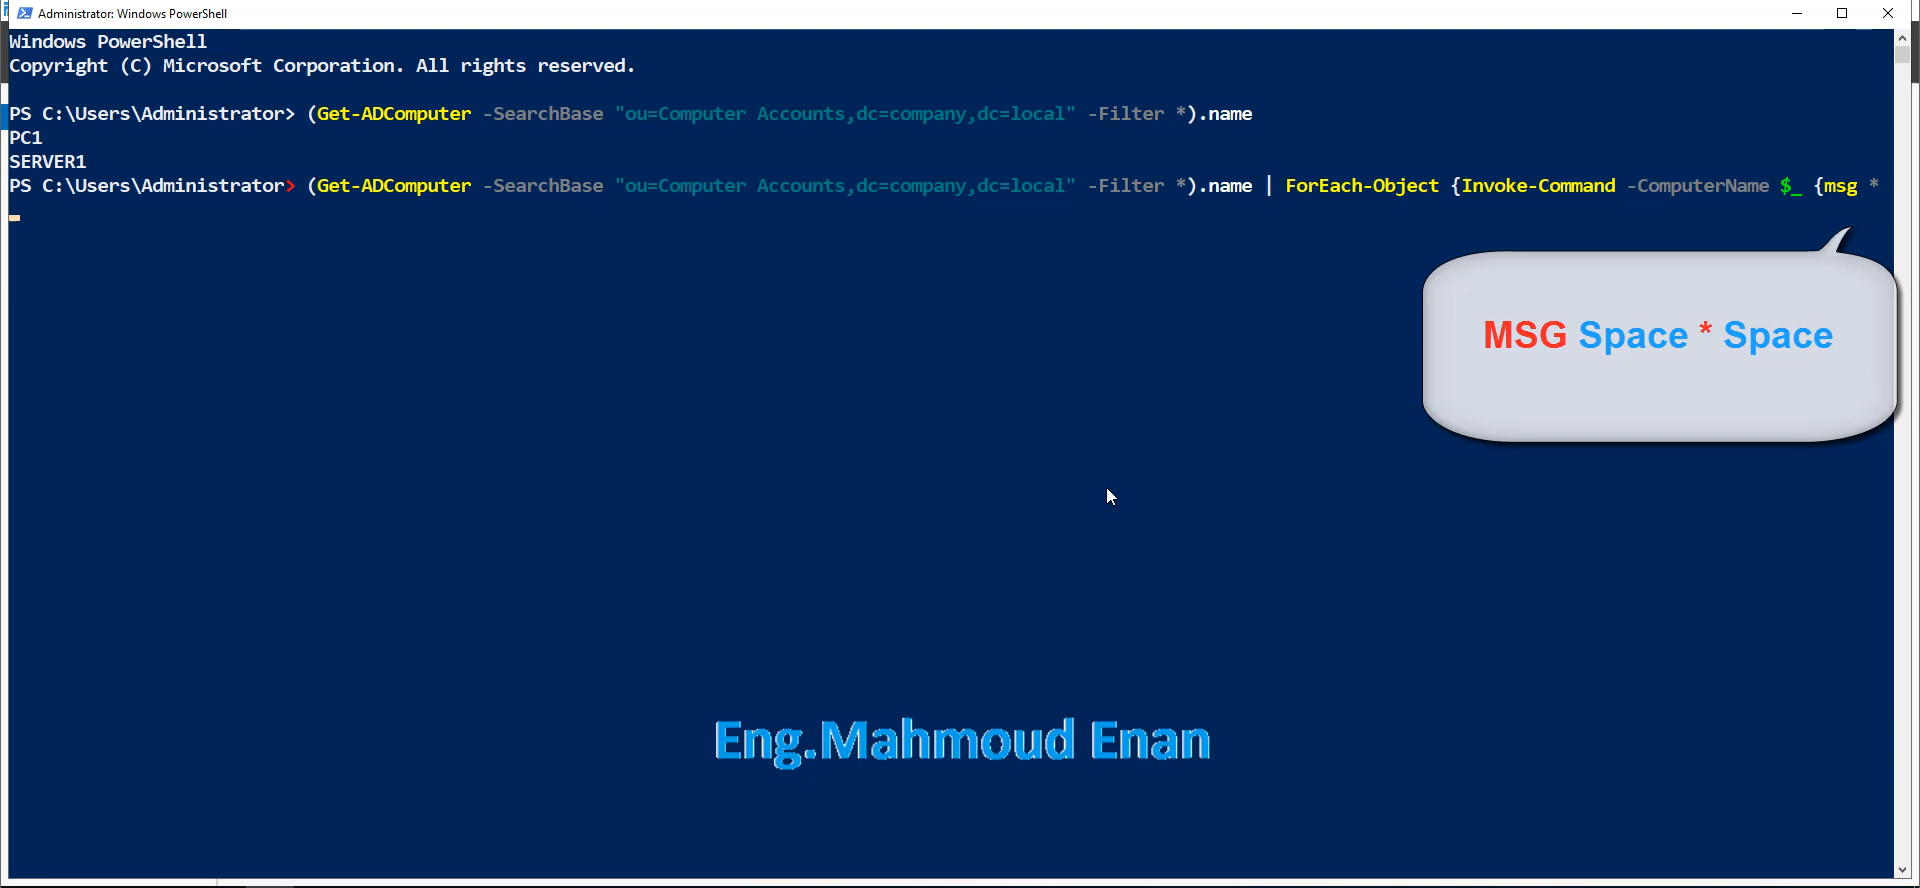 Administrator: Windows PowerShell
Windows PowerShell
Copyright (C) Microsoft Corporation. All rights reserved.
PS C:\Users\Administrator> (Get-ADComputer -SearchBase "ou=Computer Accounts,dc=company,dc=local" -Filter *).name
PC1
SERVER1
PS C:\Users\Administrator> (Get-ADComputer -SearchBase "ou=Computer Accounts,dc=company,dc=local" -Filter *).name | ForEach-Object {Invoke-Command -ComputerName $_ {msg *
MSG Space * Space
Eng.Mahmoud Enan